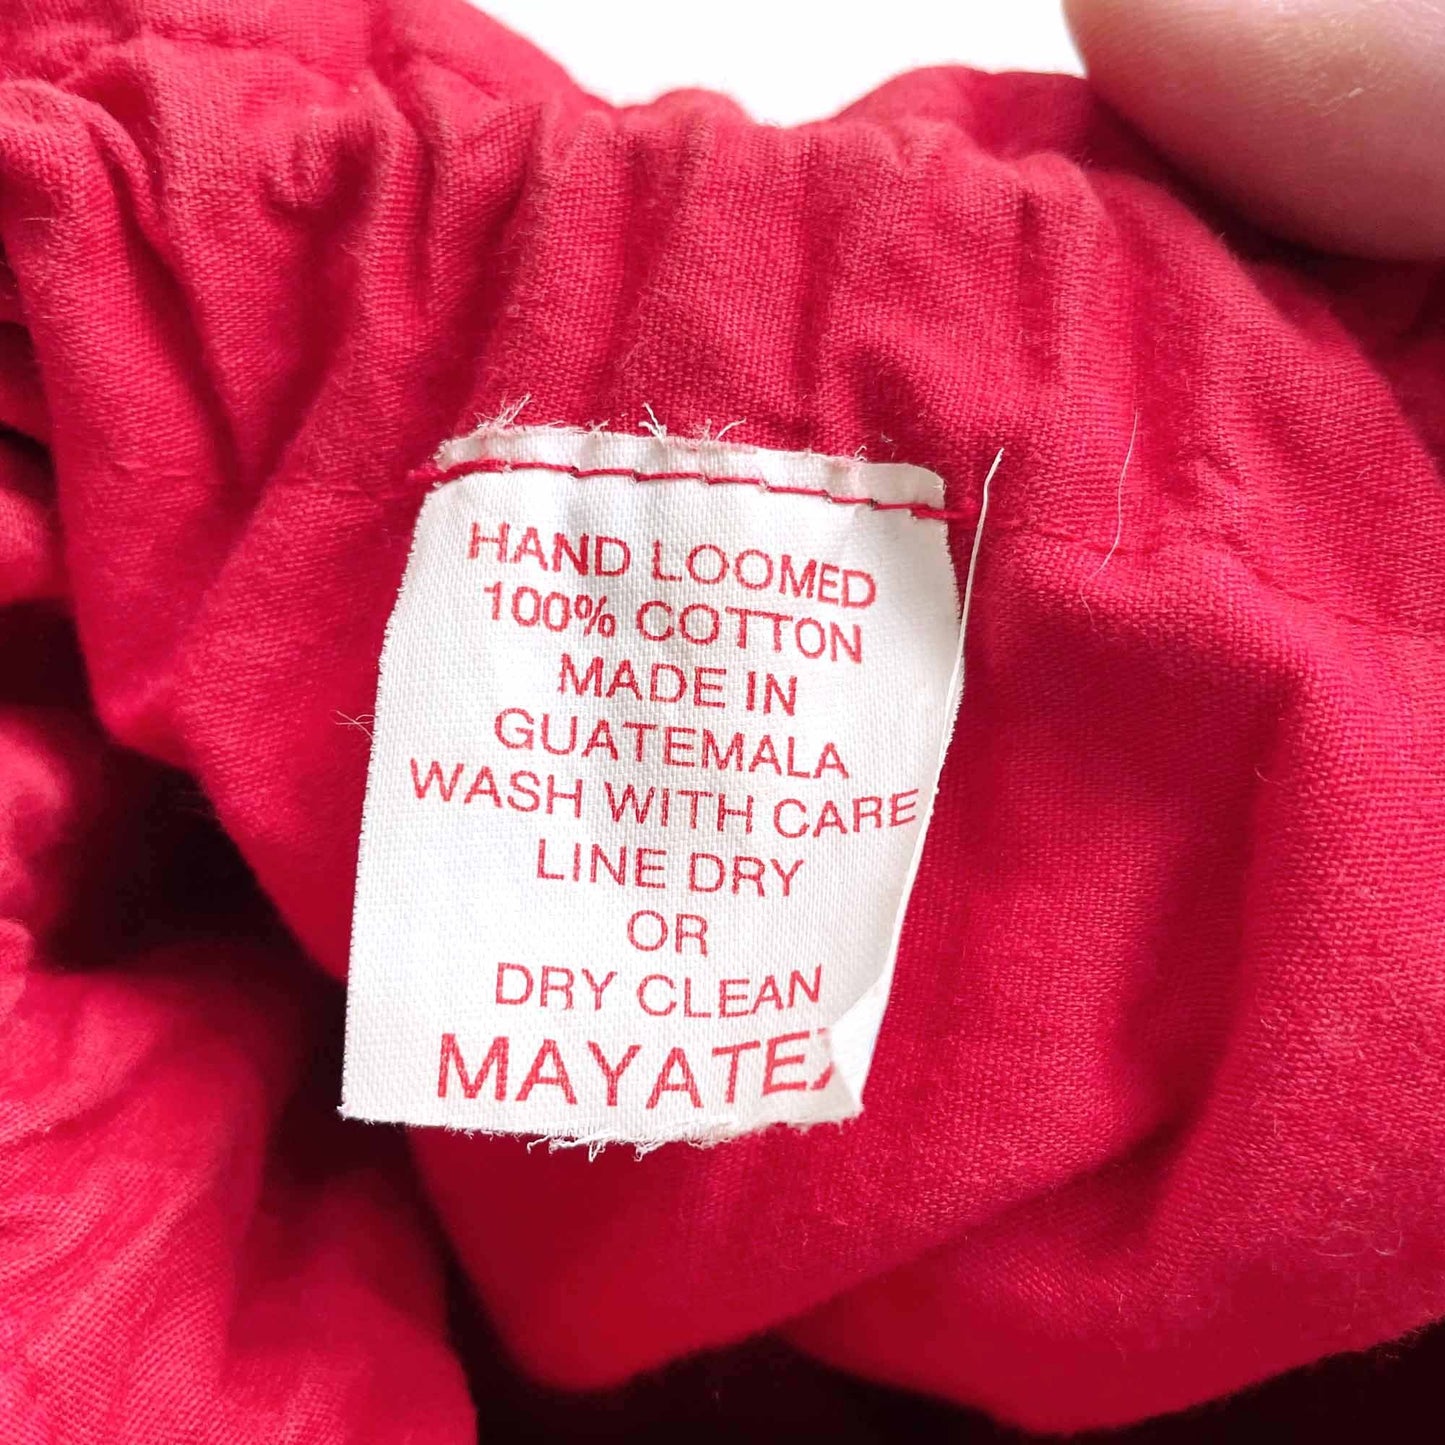 HAND LOOMED
100% COTTON
MADE IN
GUATEMALA
WASH WITH CARE
LINE DRY
OR
DRY CLEAN
MAYATEX